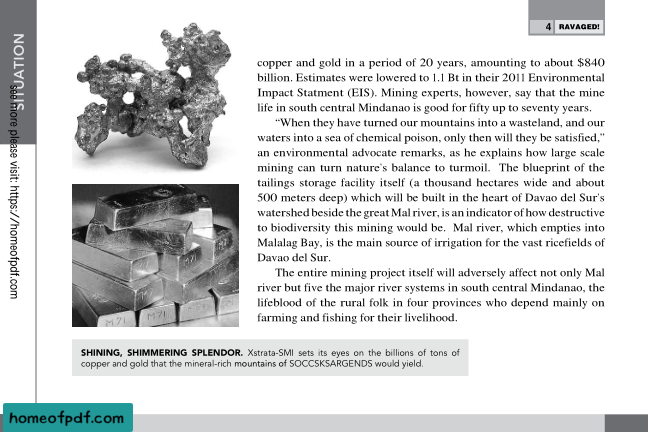 4 RAVAGED!
SITUATION
see more please visit: https://homeofpdf.com
copper and gold in a period of 20 years, amounting to about $840
billion. Estimates were lowered to 1.1 Bt in their 2011 Environmental
Impact Statment (EIS). Mining experts, however, say that the mine
life in south central Mindanao is good for fifty up to seventy years.
“When they have turned our mountains into a wasteland, and our
waters into a sea of chemical poison, only then will they be satisfied,”
an environmental advocate remarks, as he explains how large scale
mining can turn nature's balance to turmoil. The blueprint of the
tailings storage facility itself (a thousand hectares wide and about
500 meters deep) which will be built in the heart of Davao del Sur's
watershed beside the great Mal river, is an indicator of how destructive
to biodiversity this mining would be. Mal river, which empties into
Malalag Bay, is the main source of irrigation for the vast ricefields of
Davao del Sur.
The entire mining project itself will adversely affect not only Mal
river but five the major river systems in south central Mindanao, the
lifeblood of the rural folk in four provinces who depend mainly on
farming and fishing for their livelihood.
M 71
M71
SHINING, SHIMMERING SPLENDOR. Xstrata-SMI sets its eyes on the billions of tons of
copper and gold that the mineral-rich mountains of SOCCSKSARGENDS would yield.
homeofpdf.com